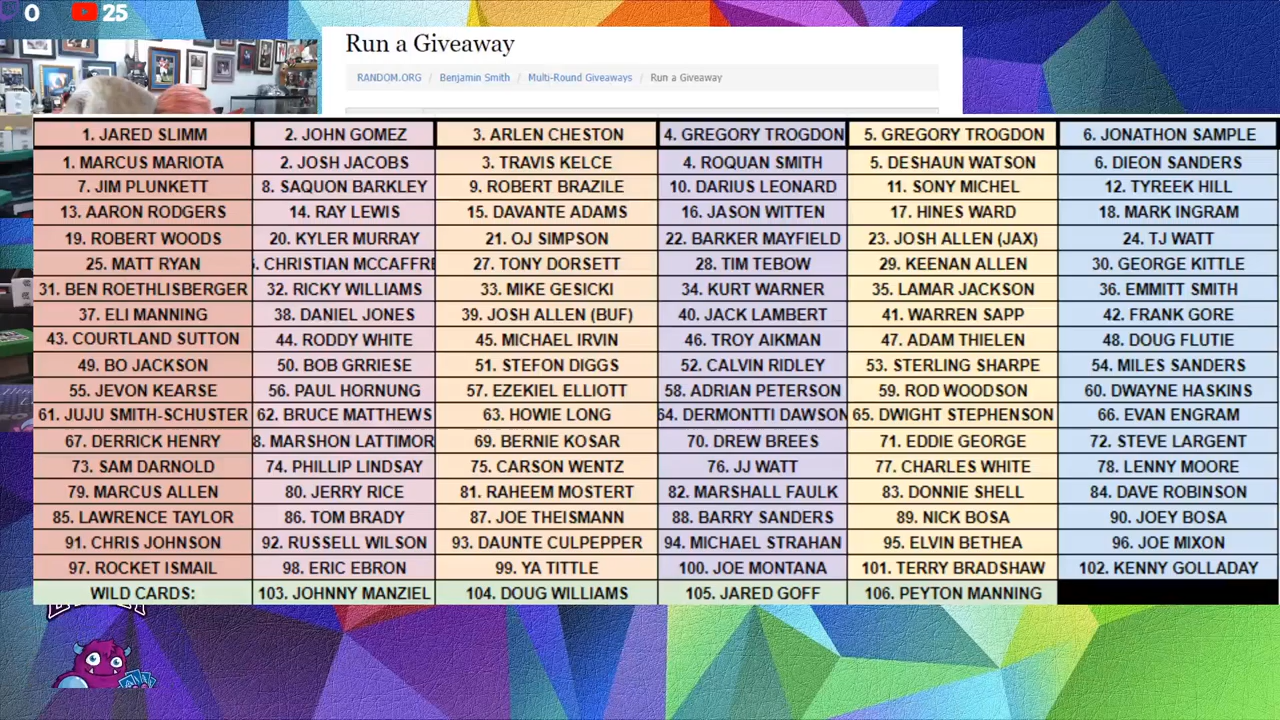 0 25
Run a Giveaway
RANDOM.ORG / Benjamin Smith / Multi-Round Giveaways / Run a Giveaway
1. JARED SLIMM 2. JOHN GOMEZ 3. ARLEN CHESTON 4. GREGORY TROGDON 5. GREGORY TROGDON 6. JONATHON SAMPLE
1. MARCUS MARIOTA 2. JOSH JACOBS 3. TRAVIS KELCE 4. ROQUAN SMITH 5. DESHAUN WATSON 6. DIEON SANDERS
7. JIM PLUNKETT 8. SAQUON BARKLEY 9. ROBERT BRAZILE 10. DARIUS LEONARD 11. SONY MICHEL 12. TYREEK HILL
13. AARON RODGERS 14. RAY LEWIS 15. DAVANTE ADAMS 16. JASON WITTEN 17. HINES WARD 18. MARK INGRAM
19. ROBERT WOODS 20. KYLER MURRAY 21. OJ SIMPSON 22. BARKER MAYFIELD 23. JOSH ALLEN (JAX) 24. TJ WATT
25. MATT RYAN . CHRISTIAN MCCAFFRE 27. TONY DORSETT 28. TIM TEBOW 29. KEENAN ALLEN 30. GEORGE KITTLE
31. BEN ROETHLISBERGER 32. RICKY WILLIAMS 33. MIKE GESICKI 34. KURT WARNER 35. LAMAR JACKSON 36. EMMITT SMITH
37. ELI MANNING 38. DANIEL JONES 39. JOSH ALLEN (BUF) 40. JACK LAMBERT 41. WARREN SAPP 42. FRANK GORE
43. COURTLAND SUTTON 44. RODDY WHITE 45. MICHAEL IRVIN 46. TROY AIKMAN 47. ADAM THIELEN 48. DOUG FLUTIE
49. BO JACKSON 50. BOB GRRIESE 51. STEFON DIGGS 52. CALVIN RIDLEY 53. STERLING SHARPE 54. MILES SANDERS
55. JEVON KEARSE 56. PAUL HORNUNG 57. EZEKIEL ELLIOTT 58. ADRIAN PETERSON 59. ROD WOODSON 60. DWAYNE HASKINS
61. JUJU SMITH-SCHUSTER 62. BRUCE MATTHEWS 63. HOWIE LONG 64. DERMONTTI DAWSON 65. DWIGHT STEPHENSON 66. EVAN ENGRAM
67. DERRICK HENRY 8. MARSHON LATTIMOR 69. BERNIE KOSAR 70. DREW BREES 71. EDDIE GEORGE 72. STEVE LARGENT
73. SAM DARNOLD 74. PHILLIP LINDSAY 75. CARSON WENTZ 76. JJ WATT 77. CHARLES WHITE 78. LENNY MOORE
79. MARCUS ALLEN 80. JERRY RICE 81. RAHEEM MOSTERT 82. MARSHALL FAULK 83. DONNIE SHELL 84. DAVE ROBINSON
85. LAWRENCE TAYLOR 86. TOM BRADY 87. JOE THEISMANN 88. BARRY SANDERS 89. NICK BOSA 90. JOEY BOSA
91. CHRIS JOHNSON 92. RUSSELL WILSON 93. DAUNTE CULPEPPER 94. MICHAEL STRAHAN 95. ELVIN BETHEA 96. JOE MIXON
97. ROCKET ISMAIL 98. ERIC EBRON 99. YA TITTLE 100. JOE MONTANA 101. TERRY BRADSHAW 102. KENNY GOLLADAY
WILD CARDS: 103. JOHNNY MANZIEL 104. DOUG WILLIAMS 105. JARED GOFF 106. PEYTON MANNING